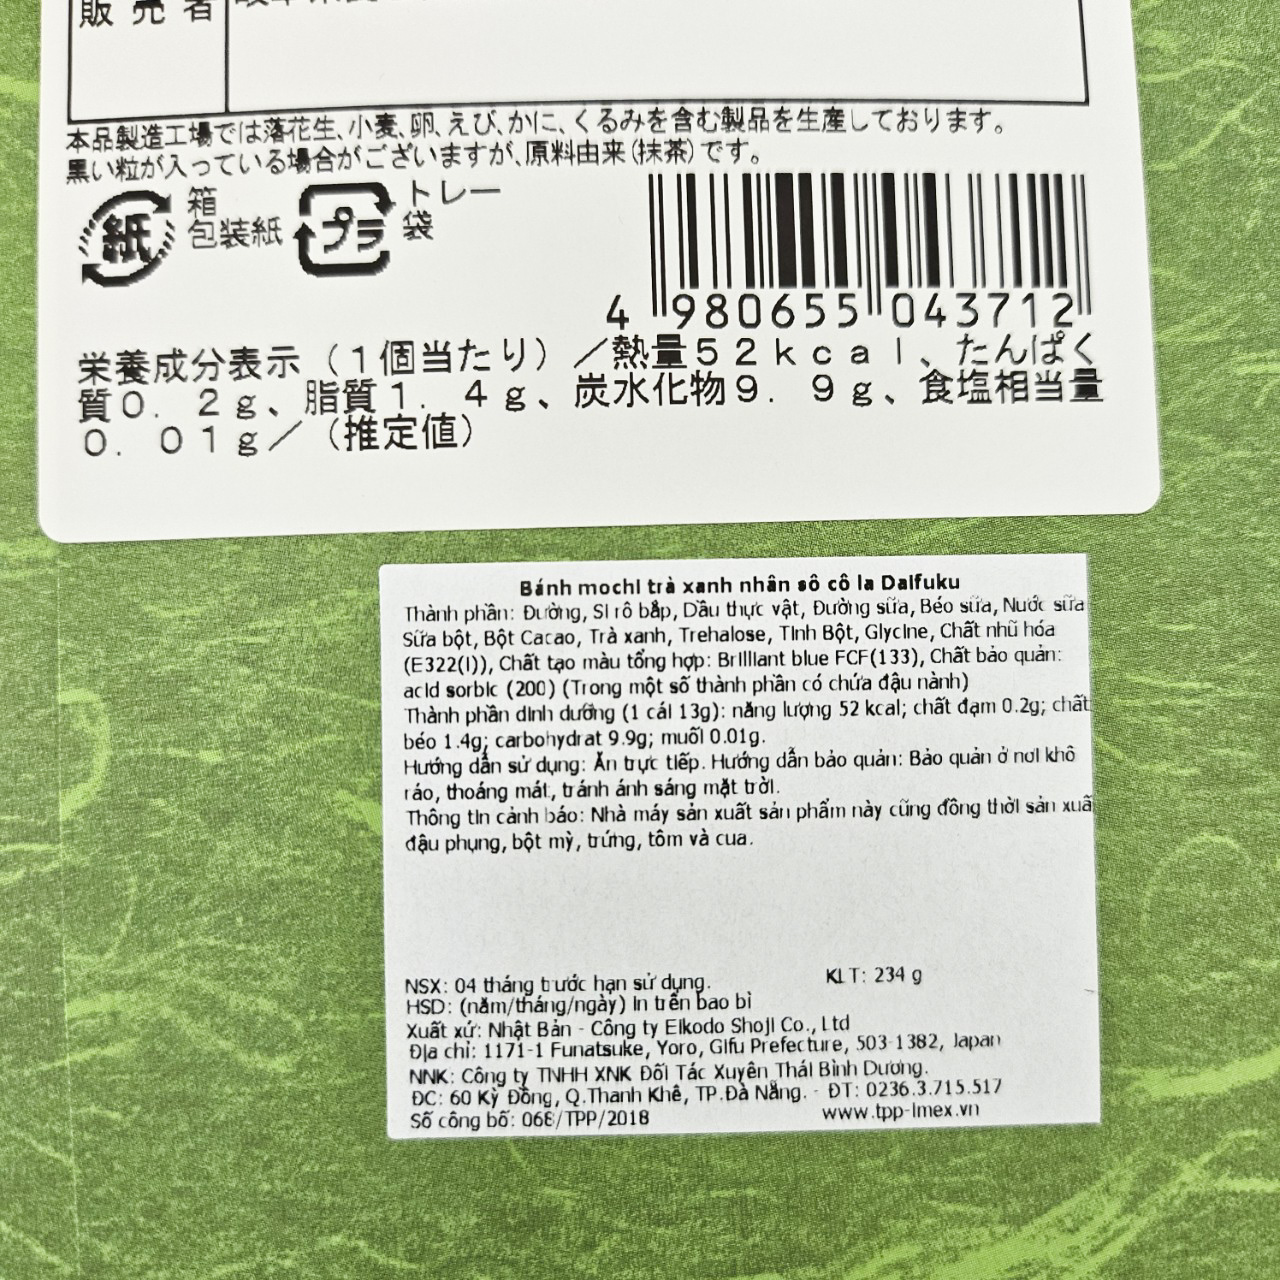 販売者
本品製造工場では落花生、小麦、卵、えび、かに、くるみを含む製品を生産しております。
黒い粒が入っている場合がございますが、原料由来(抹茶)です。
紙 箱 包装紙
プラ トレー 袋
4 980655 043712
栄養成分表示(1個当たり)/熱量52kcal、たんぱく
質0.2g、脂質1.4g、炭水化物9.9g、食塩相当量
0.01g/(推定値)
Bánh mochi trà xanh nhân sô cô la Daifuku
Thành phần: Đường, Si rô bắp, Dầu thực vật, Đường sữa, Béo sữa, Nước sữa
Sữa bột, Bột Cacao, Trà xanh, Trehalose, Tinh Bột, Glycine, Chất nhũ hóa
(E322(i)), Chất tạo màu tổng hợp: Brilliant blue FCF(133), Chất bảo quản:
acid sorbic (200) (Trong một số thành phần có chứa đậu nành)
Thành phần dinh dưỡng (1 cái 13g): năng lượng 52 kcal; chất đạm 0.2g; chất
béo 1.4g; carbohydrat 9.9g; muối 0.01g.
Hướng dẫn sử dụng: Ăn trực tiếp. Hướng dẫn bảo quản: Bảo quản ở nơi khô
ráo, thoáng mát, tránh ánh sáng mặt trời.
Thông tin cảnh báo: Nhà máy sản xuất sản phẩm này cũng đồng thời sản xuấ
đậu phụng, bột mỳ, trứng, tôm và cua.
NSX: 04 tháng trước hạn sử dụng. KLT: 234 g
HSD: (năm/tháng/ngày) In trên bao bì
Xuất xứ: Nhật Bản - Công ty Eikodo Shoji Co., Ltd
Địa chỉ: 1171-1 Funatsuke, Yoro, Gifu Prefecture, 503-1382, Japan
NNK: Công ty TNHH XNK Đối Tác Xuyên Thái Bình Dương.
ĐC: 60 Kỳ Đồng, Q.Thanh Khê, TP.Đà Nẵng. - ĐT: 0236.3.715.517
Số công bố: 068/TPP/2018 www.tpp-imex.vn